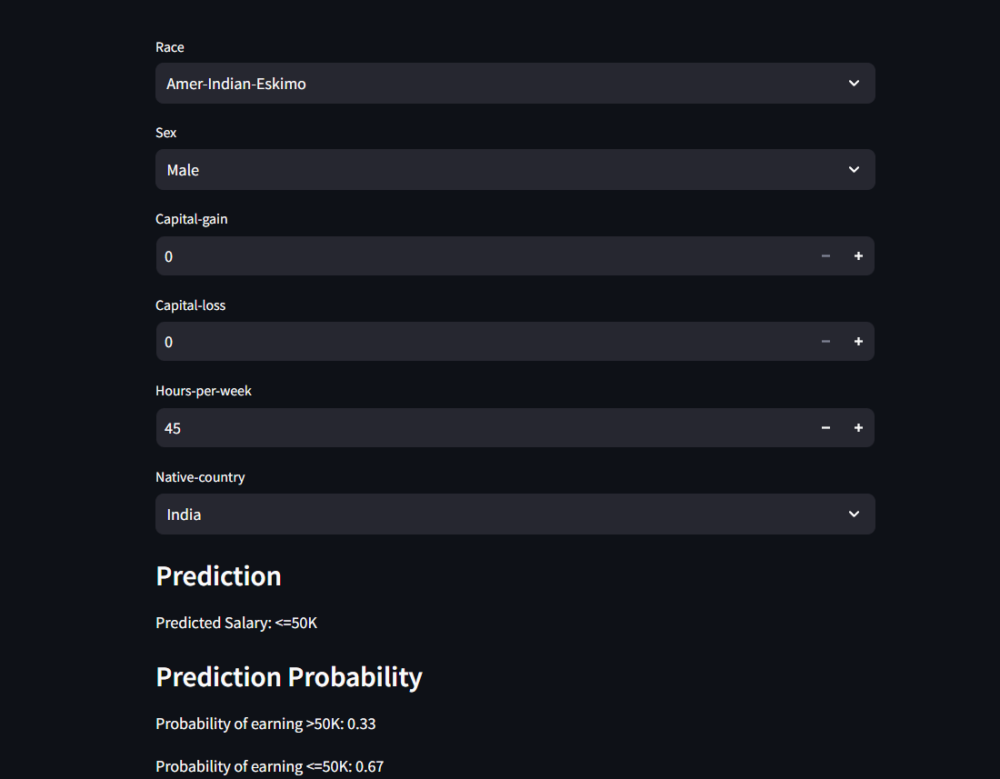 Race
Amer-Indian-Eskimo
Sex
Male
Capital-gain
0
Capital-loss
0
Hours-per-week
45
Native-country
India
Prediction
Predicted Salary: <=50K
Prediction Probability
Probability of earning >50K: 0.33
Probability of earning <=50K: 0.67